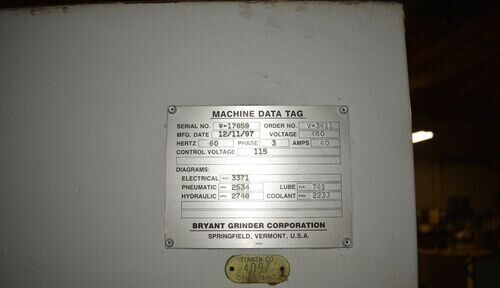 MACHINE DATA TAG
SERIAL NO. V-17659 ORDER NO. V-3411
MFG. DATE 12/11/97 VOLTAGE 460
HERTZ 60 PHASE 3 AMPS 40
CONTROL VOLTAGE 115
DIAGRAMS:
ELECTRICAL 3371
PNEUMATIC 2534 LUBE 741
HYDRAULIC 2748 COOLANT 2233
BRYANT GRINDER CORPORATION
SPRINGFIELD, VERMONT, U.S.A.
TIMKEN CO
4097